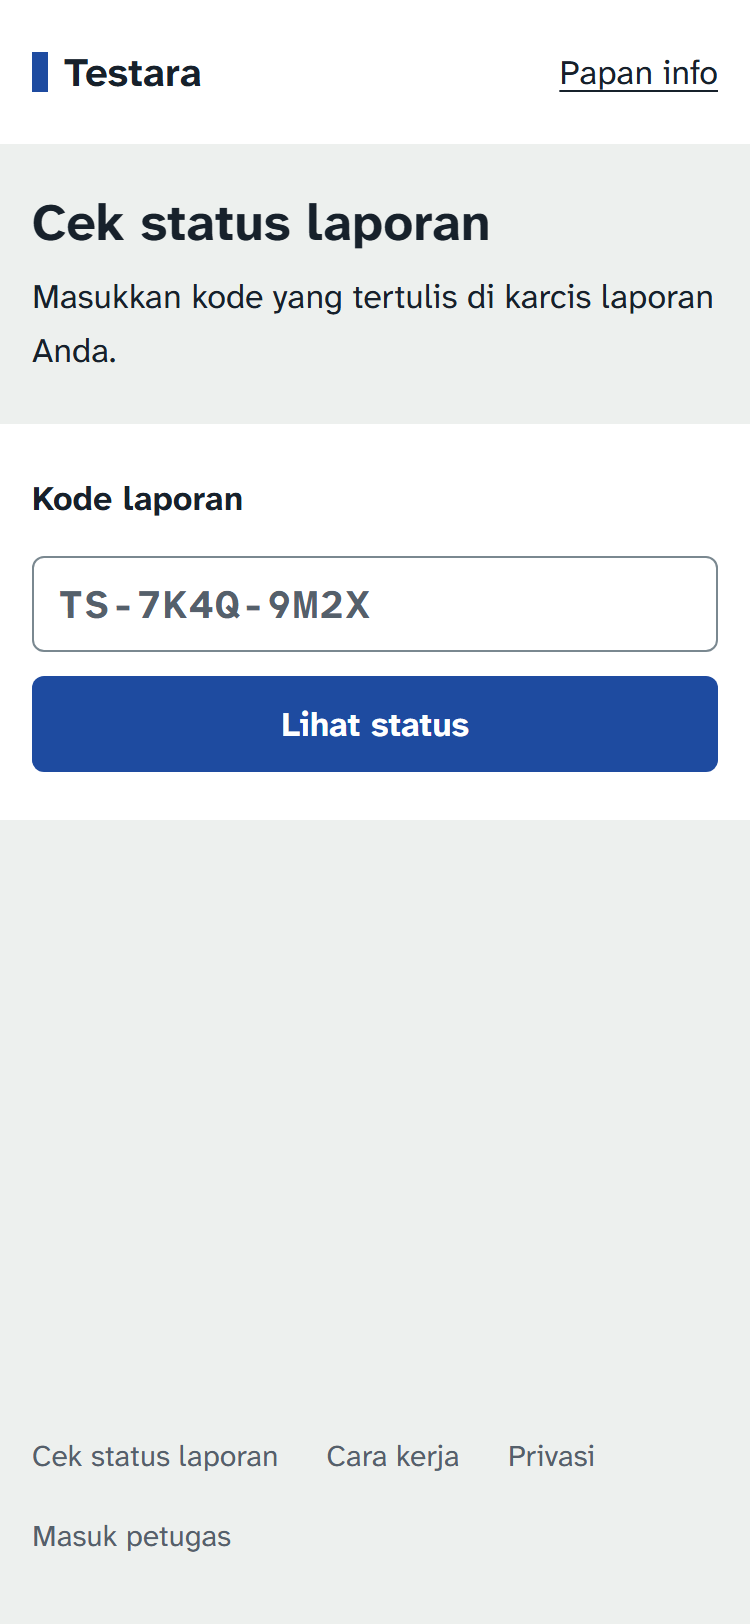 Testara
Papan info
Cek status laporan
Masukkan kode yang tertulis di karcis laporan
Anda.
Kode laporan
TS-7K4Q-9M2X
Lihat status
Cek status laporan
Cara kerja
Privasi
Masuk petugas